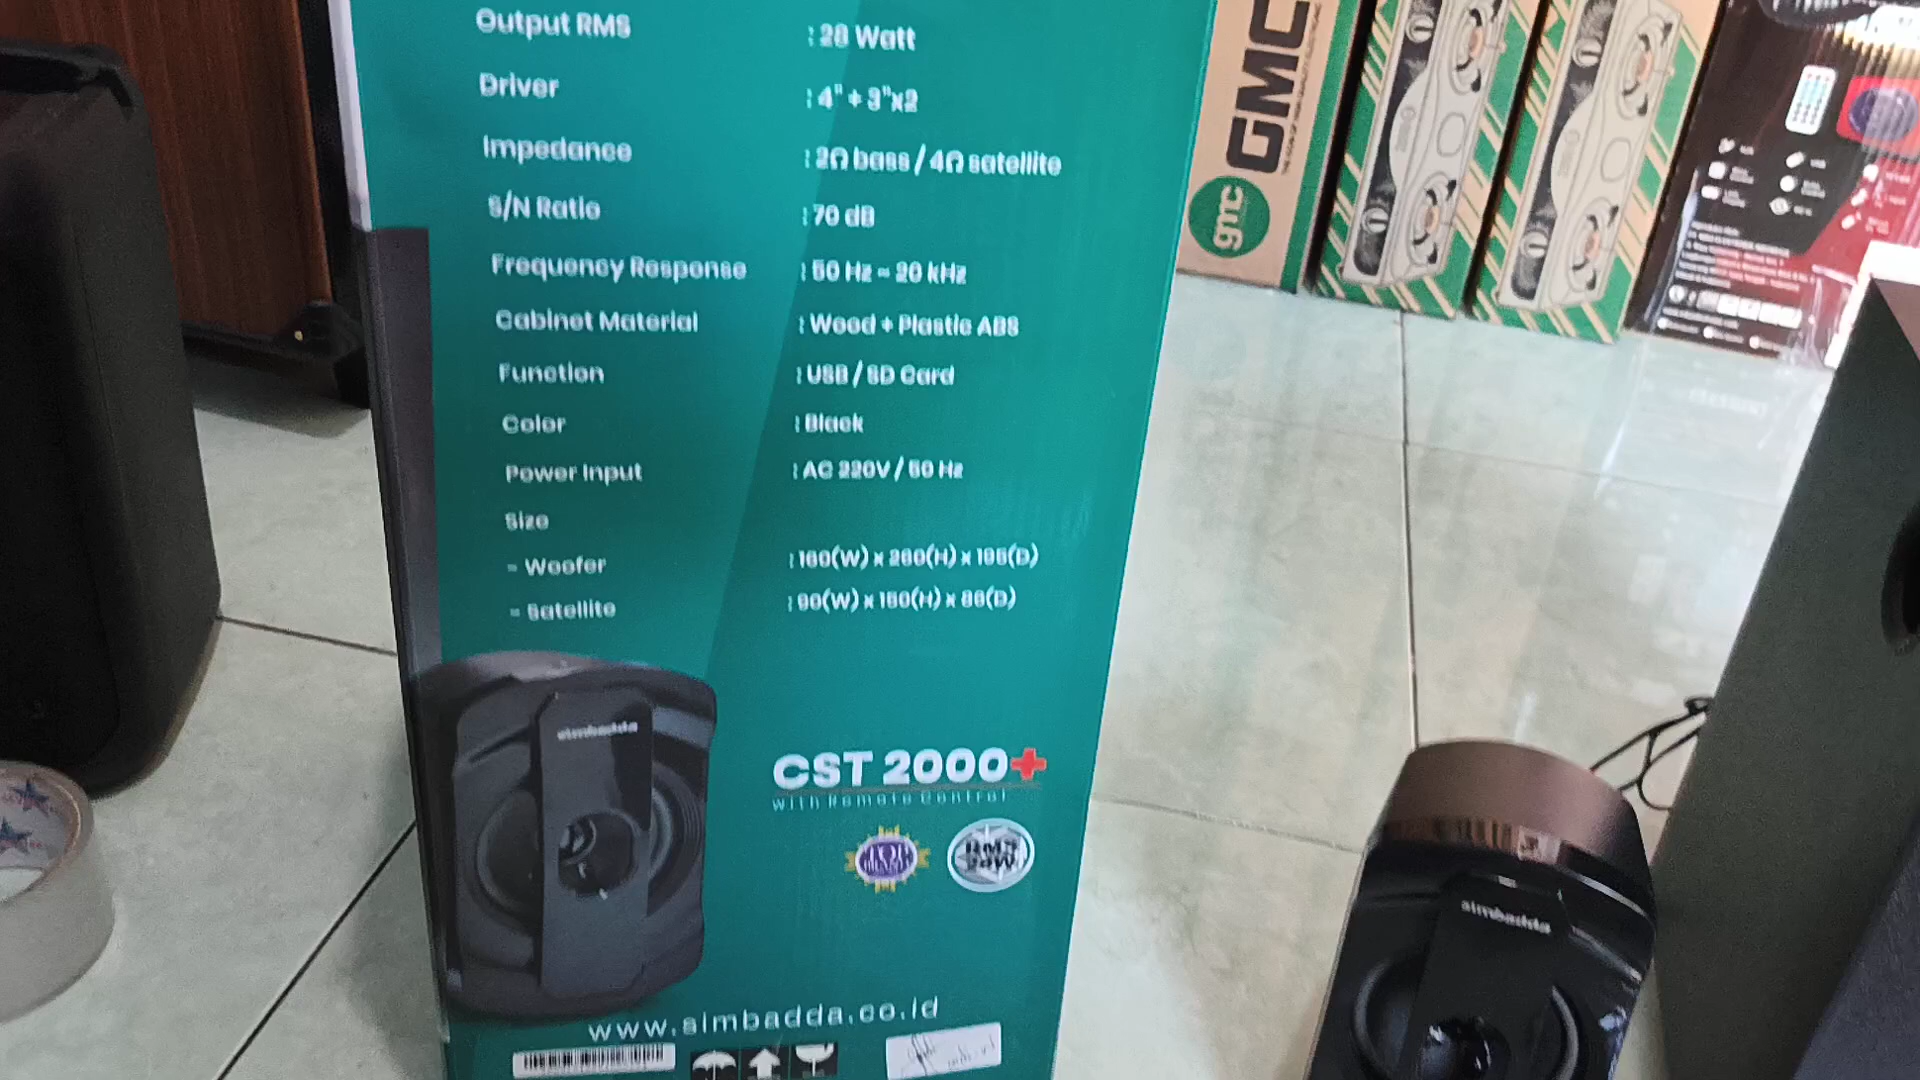 Output RMS : 28 Watt
Driver : 4" + 3"x2
Impedance : 2Ω bass / 4Ω satellite
S/N Ratio : 70 dB
Frequency Response : 50 Hz ~ 20 kHz
Cabinet Material : Wood + Plastic ABS
Function : USB / SD Card
Color : Black
Power Input : AC 220V / 50 Hz
Size
- Woofer : 160(W) x 260(H) x 195(D)
- Satellite : 90(W) x 150(H) x 86(D)
simbadda
CST 2000+
with Remote Control
TOP
RMS
www.simbadda.co.id
GMC
gmc
simbadda